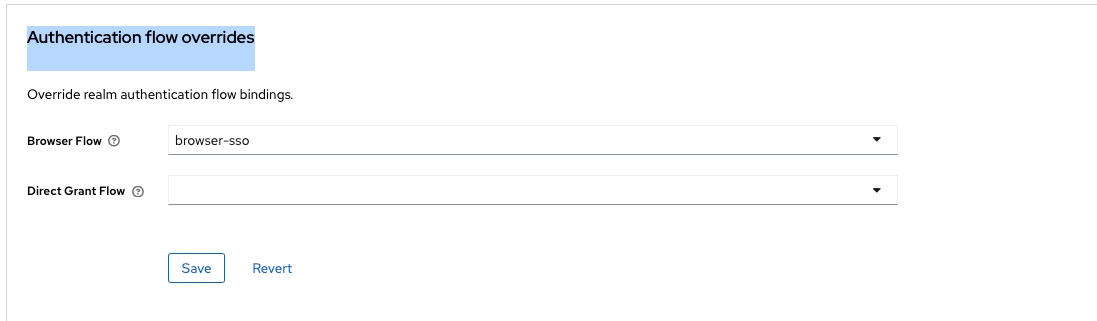 Authentication flow overrides
Override realm authentication flow bindings.
Browser Flow
browser-sso
Direct Grant Flow
Save Revert